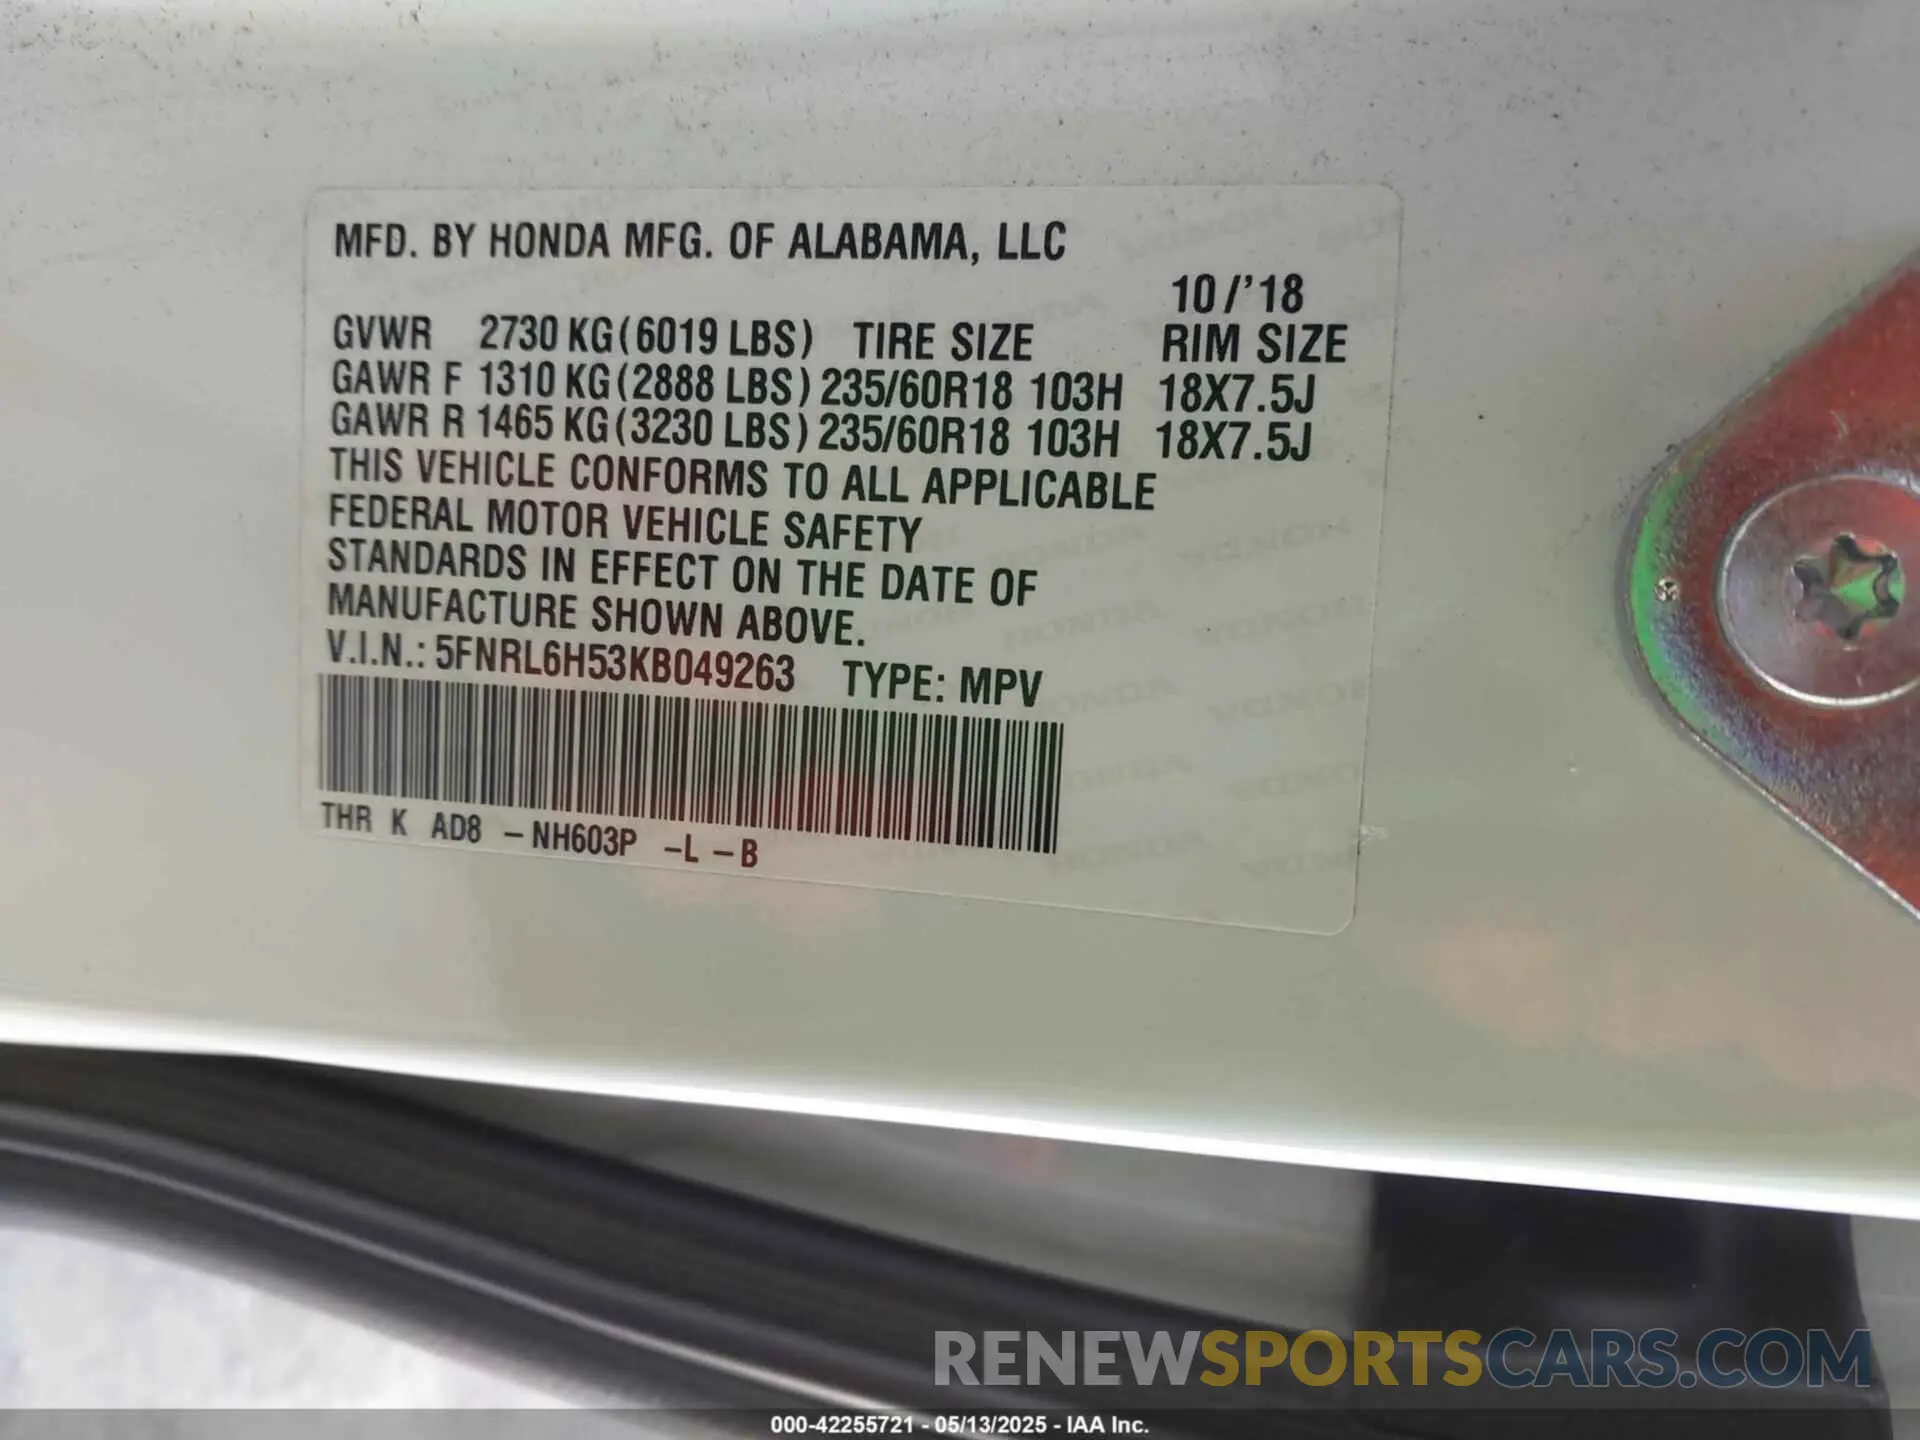 MFD. BY HONDA MFG. OF ALABAMA, LLC
10/'18
GVWR 2730 KG(6019 LBS) TIRE SIZE RIM SIZE
GAWR F 1310 KG(2888 LBS) 235/60R18 103H 18X7.5J
GAWR R 1465 KG(3230 LBS) 235/60R18 103H 18X7.5J
THIS VEHICLE CONFORMS TO ALL APPLICABLE
FEDERAL MOTOR VEHICLE SAFETY
STANDARDS IN EFFECT ON THE DATE OF
MANUFACTURE SHOWN ABOVE.
V.I.N.: 5FNRL6H53KB049263 TYPE: MPV
THR K AD8 -NH603P -L -B
RENEWSPORTSCARS.COM
000-42255721 - 05/13/2025 - IAA Inc.